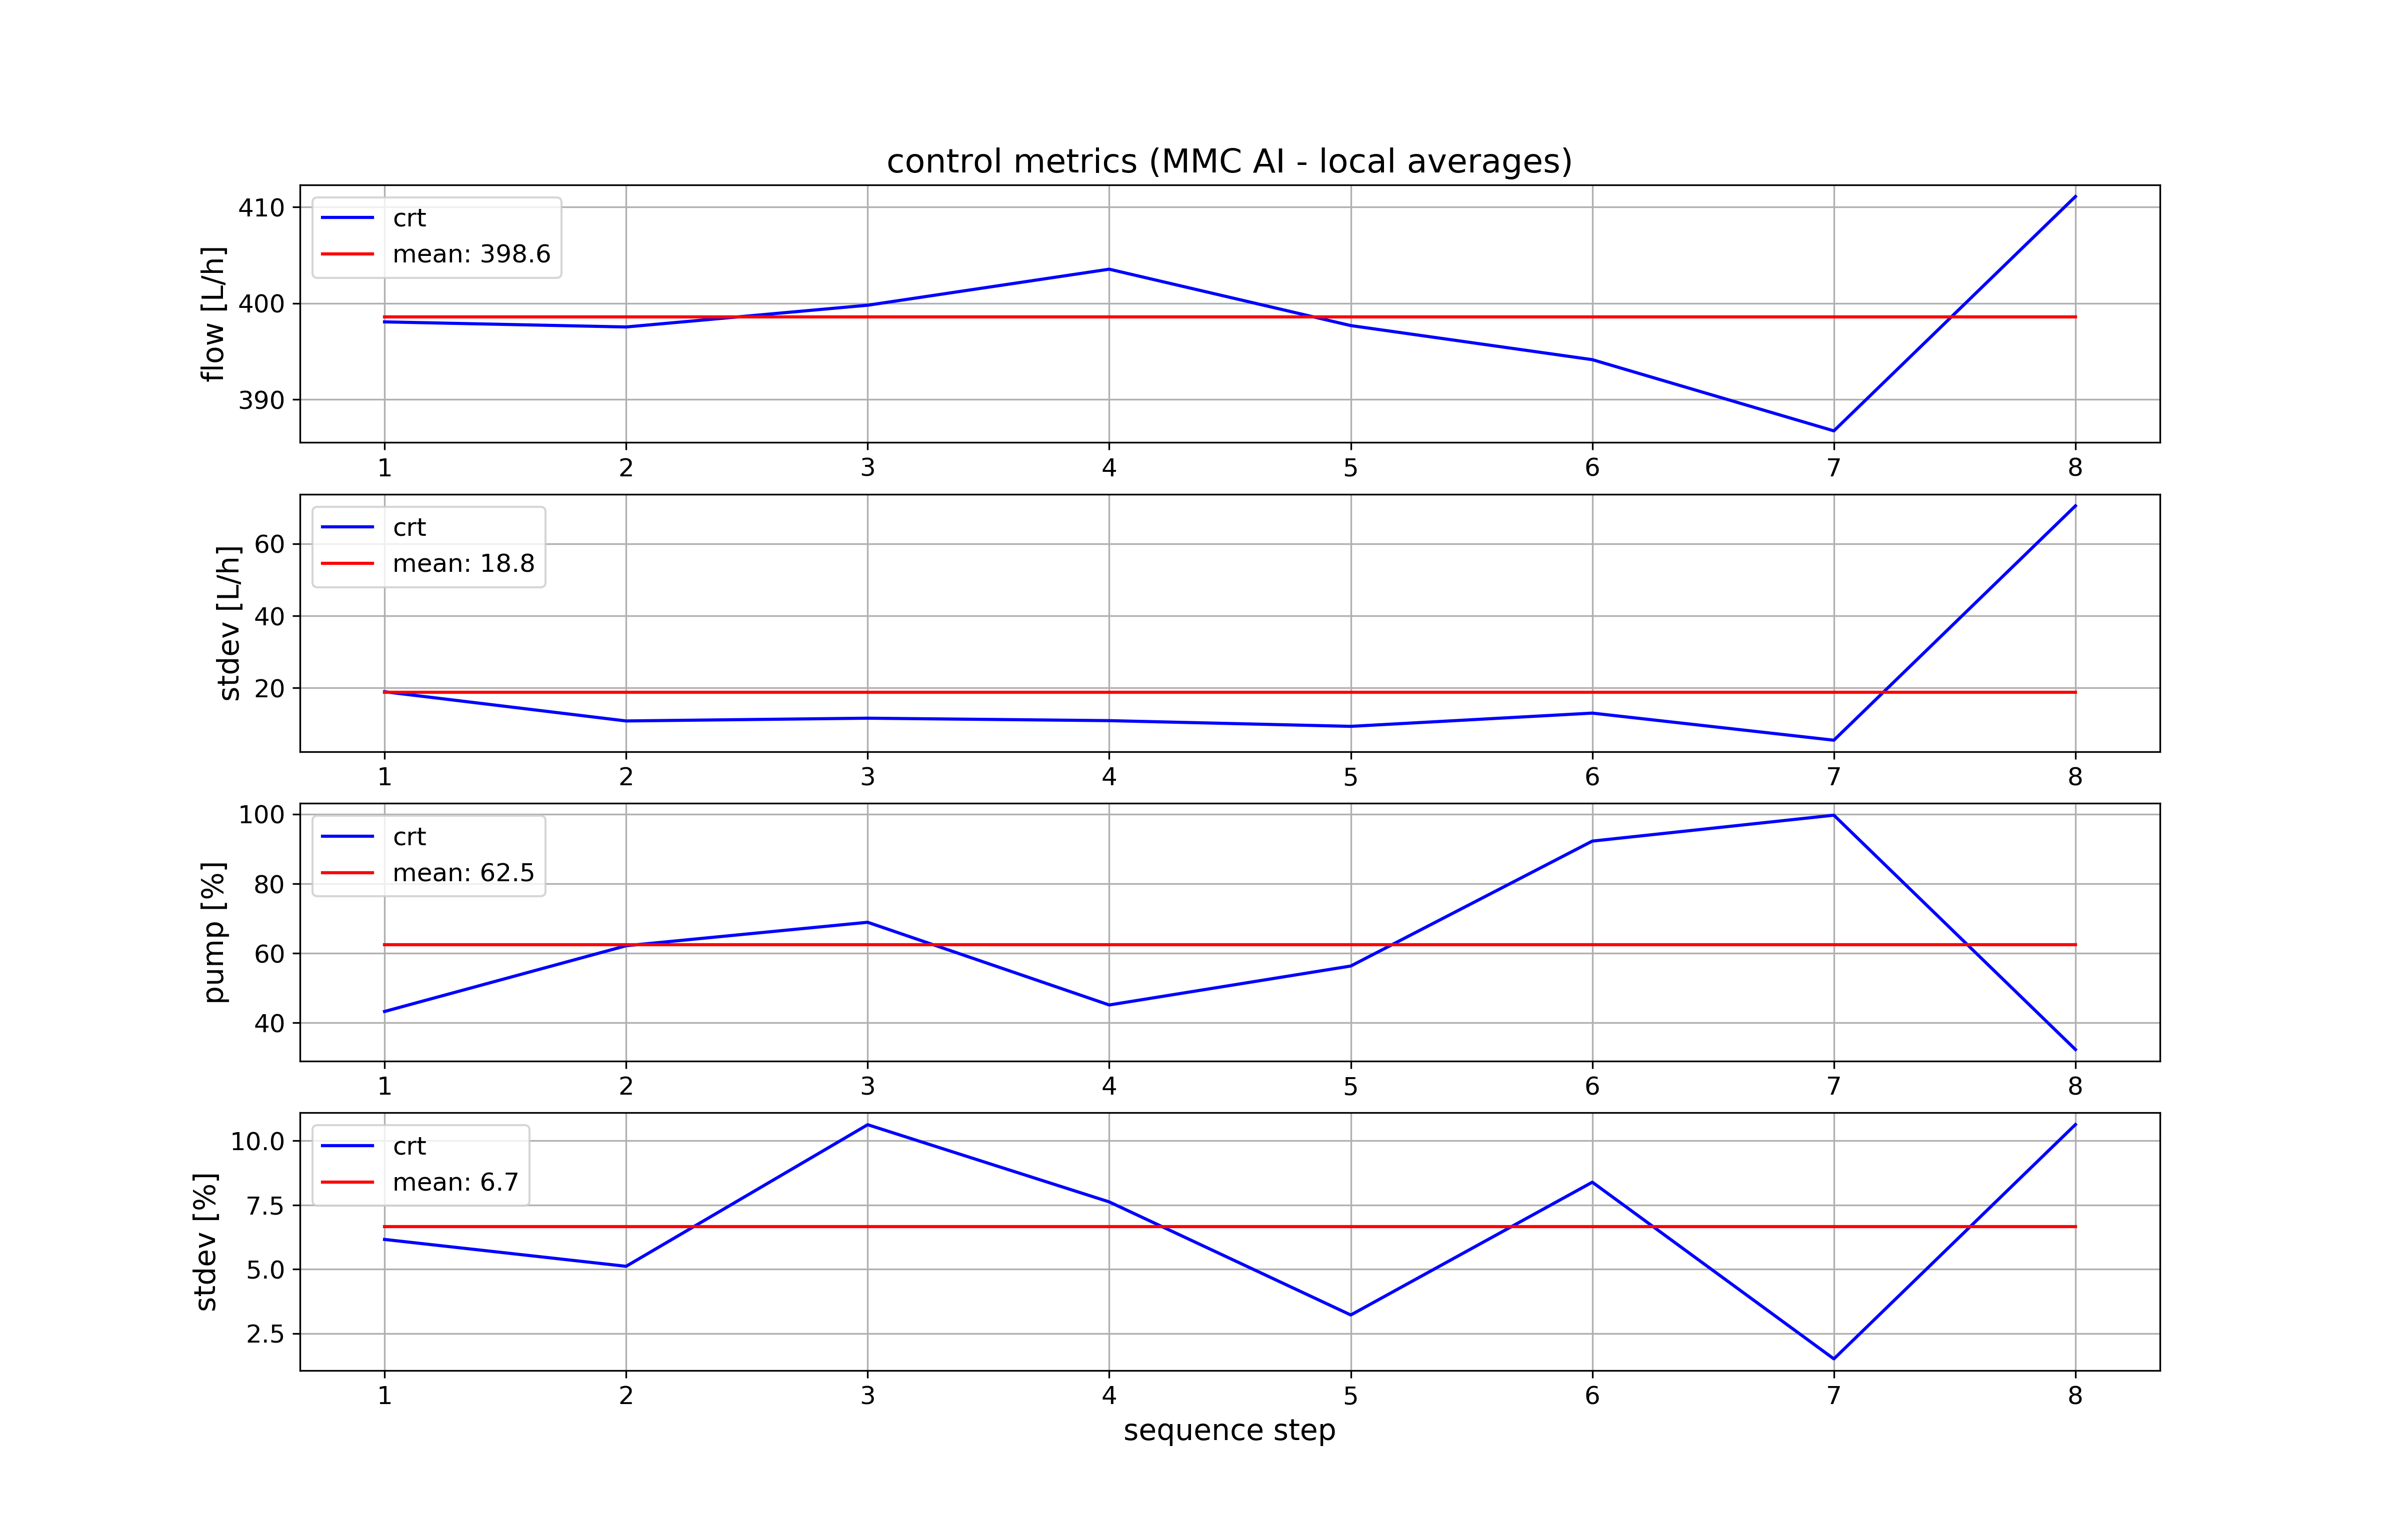 control metrics (MMC AI - local averages)
flow [L/h]
410
400
390
crt
mean: 398.6
1 2 3 4 5 6 7 8
stdev [L/h]
60
40
20
crt
mean: 18.8
1 2 3 4 5 6 7 8
pump [%]
100
80
60
40
crt
mean: 62.5
1 2 3 4 5 6 7 8
stdev [%]
10.0
7.5
5.0
2.5
crt
mean: 6.7
1 2 3 4 5 6 7 8
sequence step